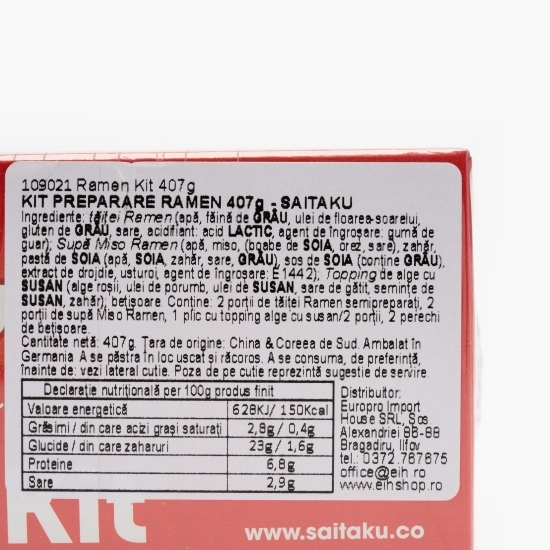 109021 Ramen Kit 407g
KIT PREPARARE RAMEN 407g - SAITAKU
Ingrediente: tăiței Ramen (apă, făină de GRÂU, ulei de floarea-soarelui,
gluten de GRÂU, sare, acidifiant: acid LACTIC, agent de îngroșare: gumă de
guar); Supă Miso Ramen (apă, miso, (boabe de SOIA, orez, sare), zahăr,
pastă de SOIA (apă, SOIA, zahăr, sare, GRÂU), sos de SOIA (conține GRÂU),
extract de drojdie, usturoi, agent de îngroșare: E1442); Topping de alge cu
SUSAN (alge roșii, ulei de porumb, ulei de SUSAN, sare de gătit, semințe de
SUSAN, zahăr); bețișoare. Conține: 2 porții de tăiței Ramen semipreparați, 2
porții de supă Miso Ramen, 1 plic cu topping alge cu susan/2 porții, 2 perechi
de bețisoare.
Cantitate netă: 407g. Țara de origine: China & Coreea de Sud. Ambalat în
Germania A se păstra în loc uscat și răcoros. A se consuma, de preferință,
înainte de: vezi lateral cutie. Poza de pe cutie reprezintă sugestie de servire.
Declarație nutrițională per 100g produs finit
Valoare energetică 628KJ/ 150Kcal
Grăsimi / din care acizi grași saturați 2,8g/ 0,4g
Glucide / din care zaharuri 23g/ 1,6g
Proteine 6,8g
Sare 2,9g
Distribuitor:
Europro Import
House SRL, Sos
Alexandriei 86-88
Bragadiru, Ilfov
tel.: 0372.767675
office@eih.ro
www.eihshop.ro
Kit
www.saitaku.co